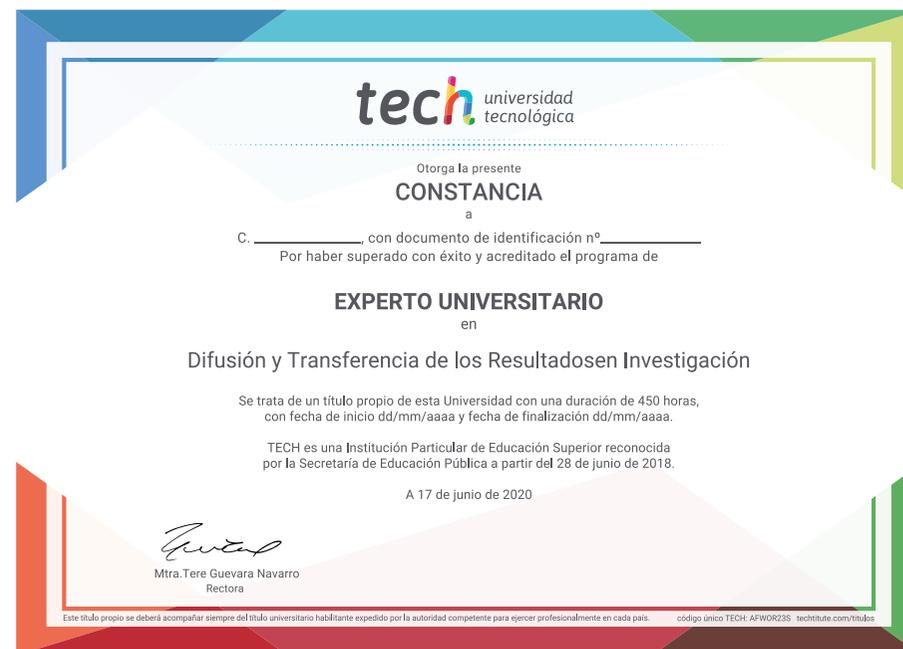 tech universidad
tecnológica
Otorga la presente
CONSTANCIA
a
C. ____________, con documento de identificación nº____________
Por haber superado con éxito y acreditado el programa de
EXPERTO UNIVERSITARIO
en
Difusión y Transferencia de los Resultadosen Investigación
Se trata de un título propio de esta Universidad con una duración de 450 horas,
con fecha de inicio dd/mm/aaaa y fecha de finalización dd/mm/aaaa.
TECH es una Institución Particular de Educación Superior reconocida
por la Secretaría de Educación Pública a partir del 28 de junio de 2018.
A 17 de junio de 2020
Mtra.Tere Guevara Navarro
Rectora
Este título propio se deberá acompañar siempre del título universitario habilitante expedido por la autoridad competente para ejercer profesionalmente en cada país. código único TECH: AFWOR23S techtitute.com/titulos